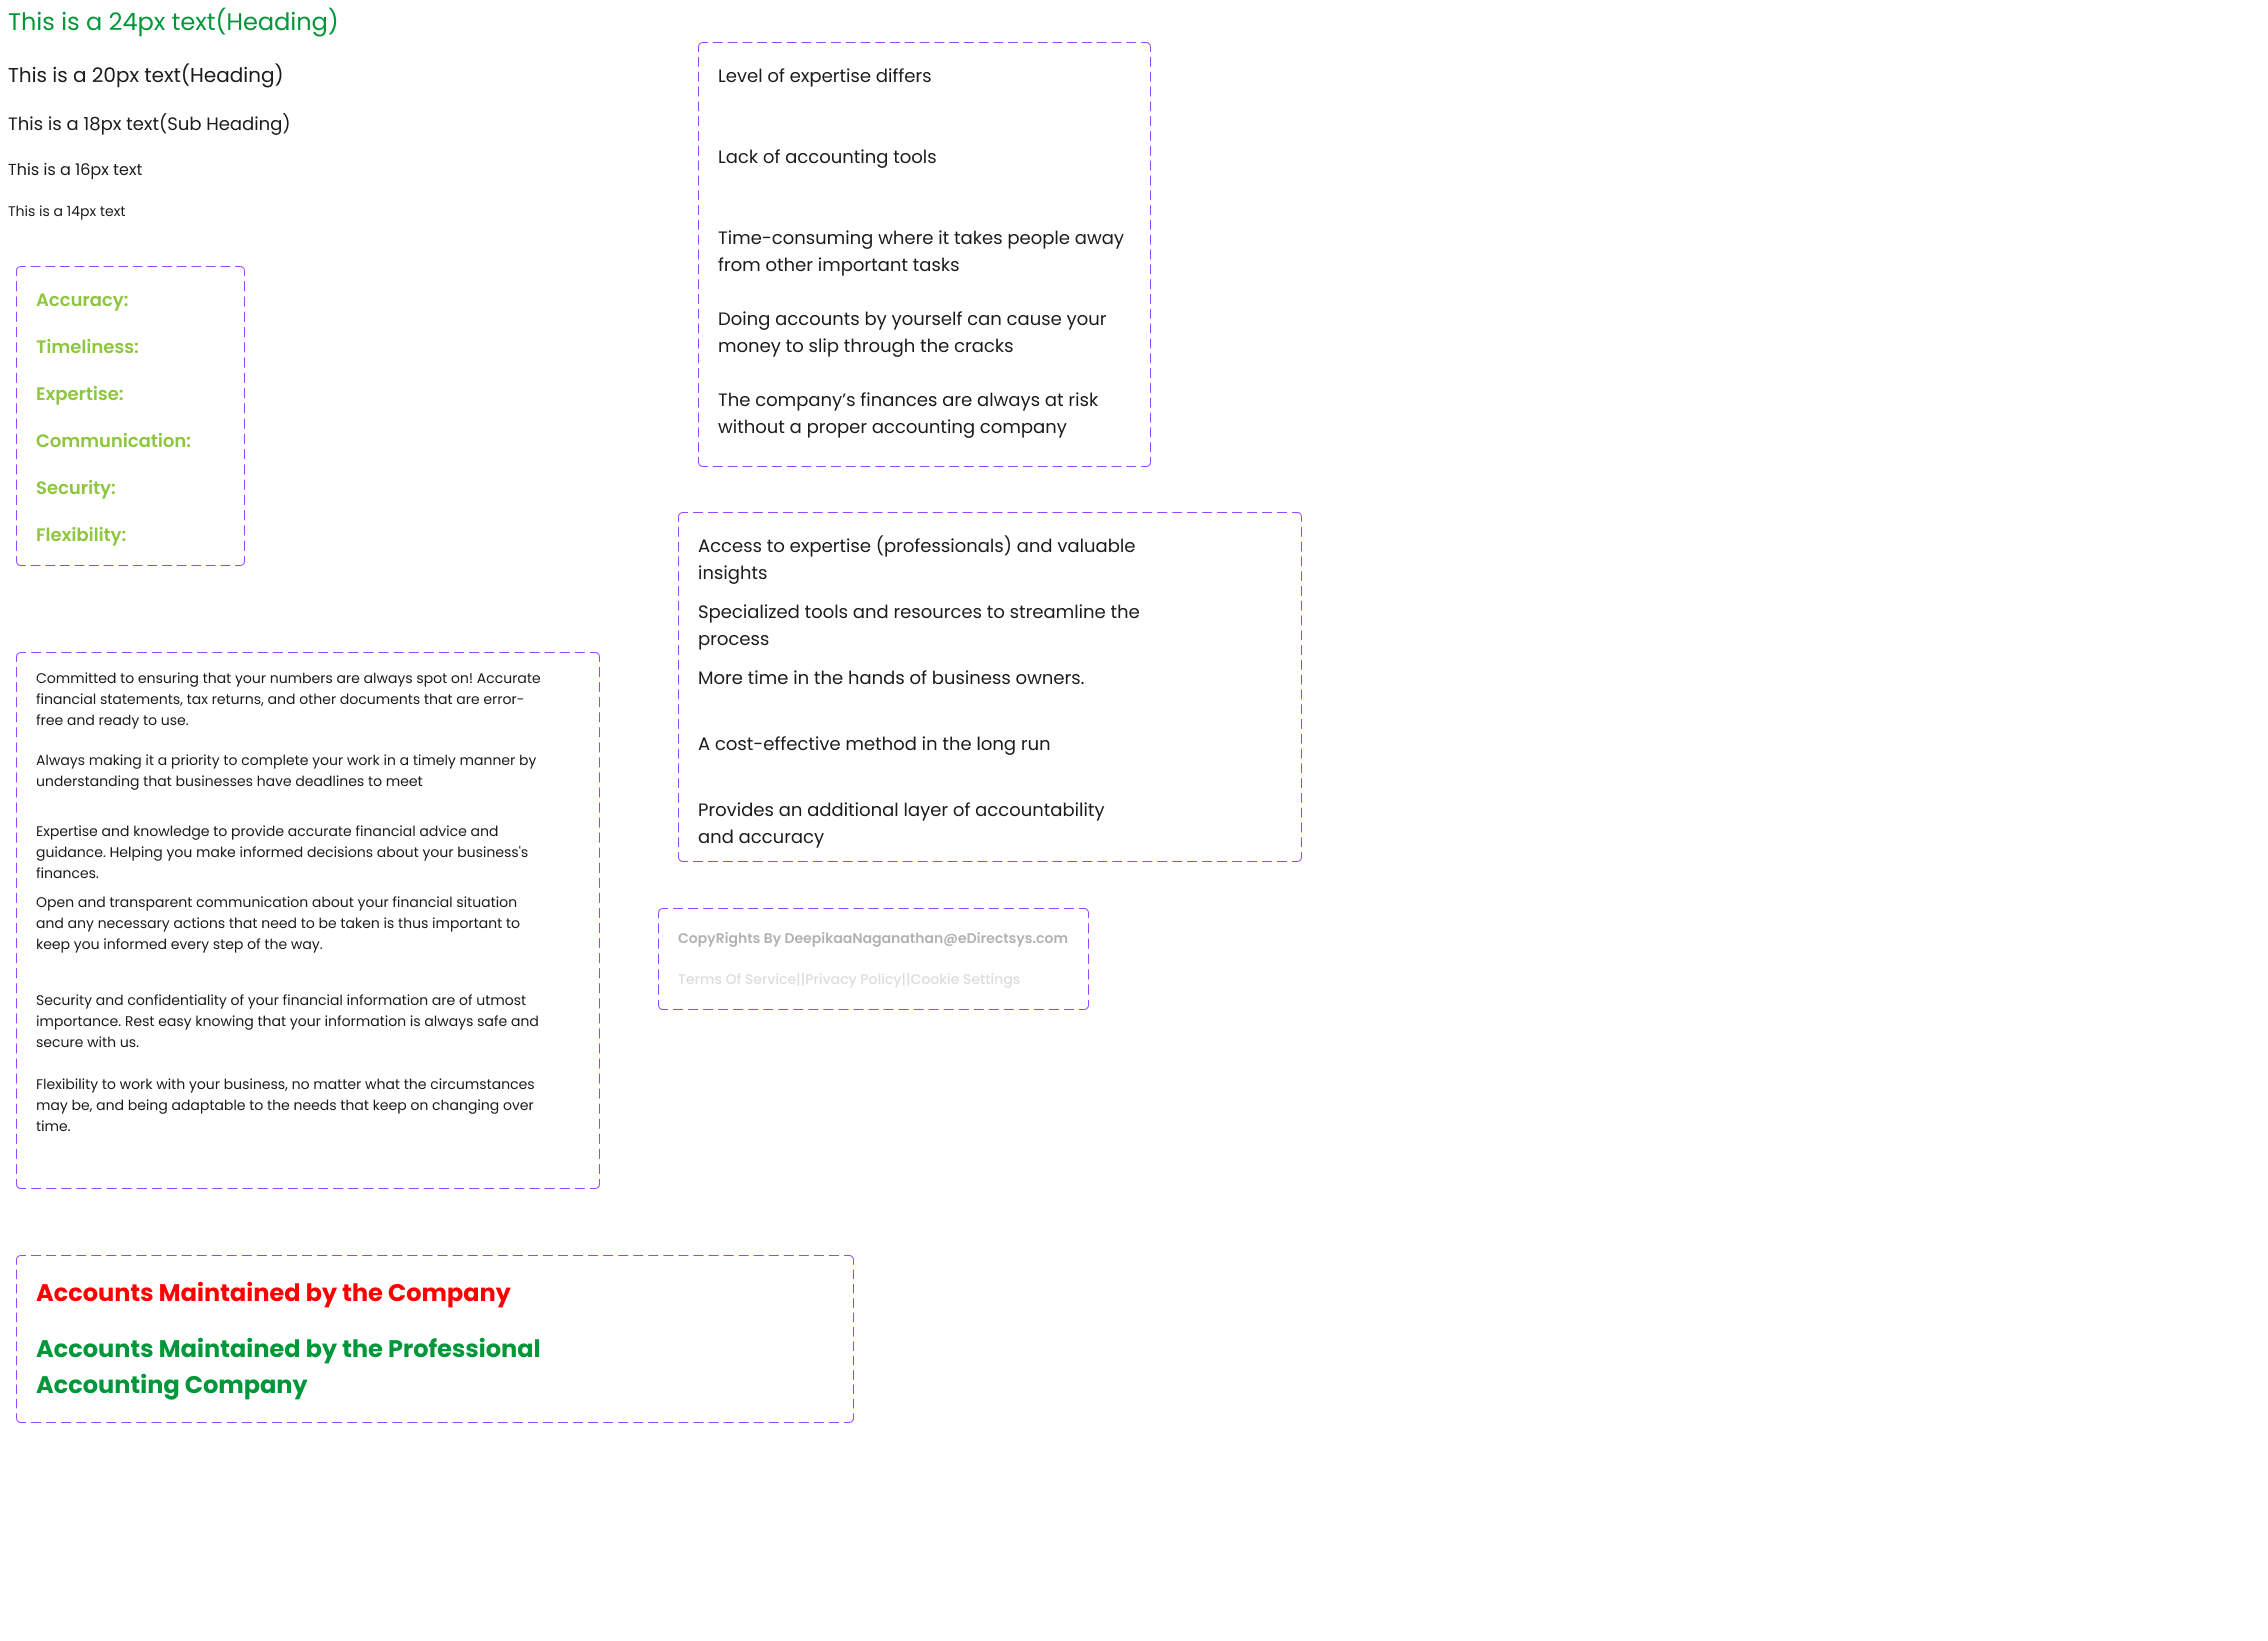 This is a 24px text(Heading)
This is a 20px text(Heading)
This is a 18px text(Sub Heading)
This is a 16px text
This is a 14px text
Accuracy:
Timeliness:
Expertise:
Communication:
Security:
Flexibility:
Committed to ensuring that your numbers are always spot on! Accurate
financial statements, tax returns, and other documents that are error-
free and ready to use.
Always making it a priority to complete your work in a timely manner by
understanding that businesses have deadlines to meet
Expertise and knowledge to provide accurate financial advice and
guidance. Helping you make informed decisions about your business's
finances.
Open and transparent communication about your financial situation
and any necessary actions that need to be taken is thus important to
keep you informed every step of the way.
Security and confidentiality of your financial information are of utmost
importance. Rest easy knowing that your information is always safe and
secure with us.
Flexibility to work with your business, no matter what the circumstances
may be, and being adaptable to the needs that keep on changing over
time.
Accounts Maintained by the Company
Accounts Maintained by the Professional
Accounting Company
Level of expertise differs
Lack of accounting tools
Time-consuming where it takes people away
from other important tasks
Doing accounts by yourself can cause your
money to slip through the cracks
The company’s finances are always at risk
without a proper accounting company
Access to expertise (professionals) and valuable
insights
Specialized tools and resources to streamline the
process
More time in the hands of business owners.
A cost-effective method in the long run
Provides an additional layer of accountability
and accuracy
CopyRights By DeepikaaNaganathan@eDirectsys.com
Terms Of Service||Privacy Policy||Cookie Settings